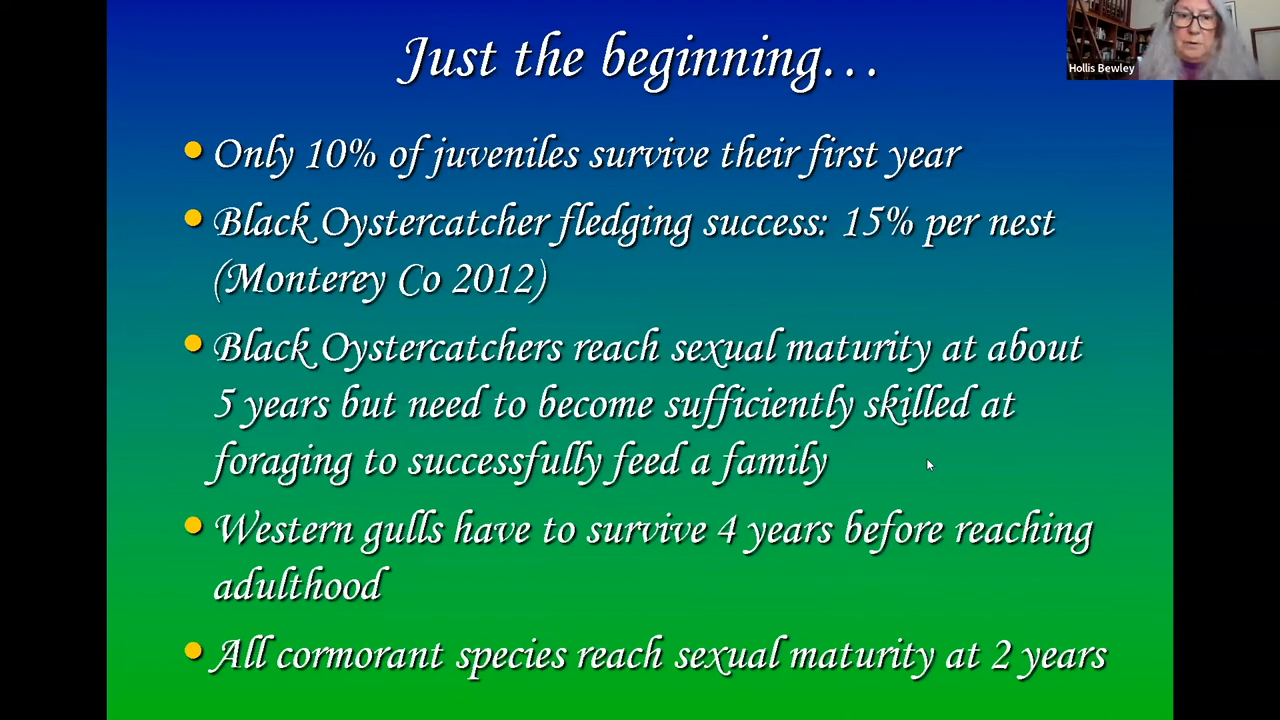 Just the beginning…
Hollis Bewley
• Only 10% of juveniles survive their first year
• Black Oystercatcher fledging success: 15% per nest
(Monterey Co 2012)
• Black Oystercatchers reach sexual maturity at about
5 years but need to become sufficiently skilled at
foraging to successfully feed a family
• Western gulls have to survive 4 years before reaching
adulthood
• All cormorant species reach sexual maturity at 2 years